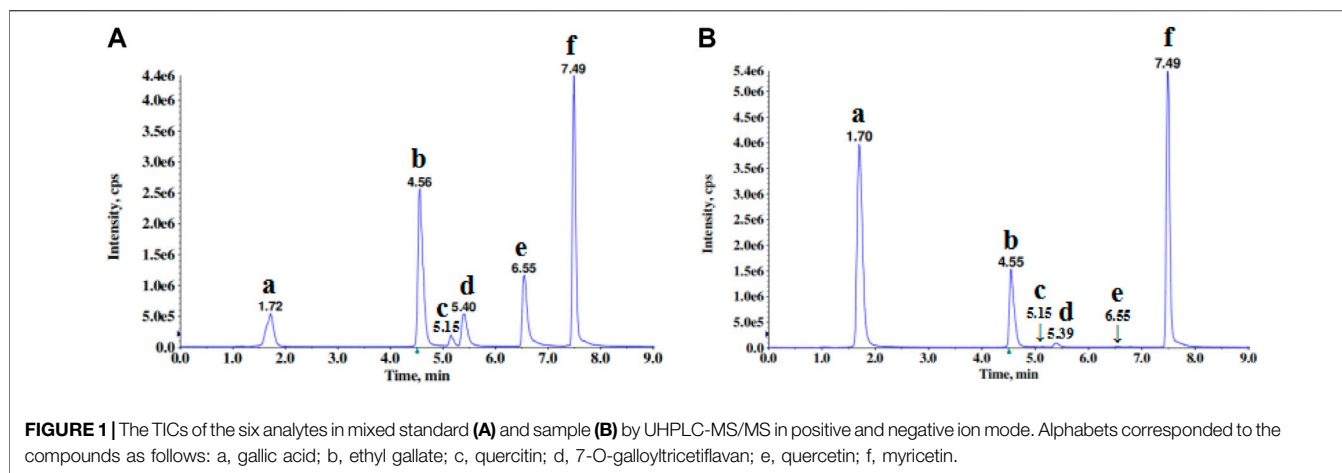 A
B
f
7.49
4.4e6
4.0e6
3.5e6
3.0e6
2.5e6
2.0e6
1.5e6
1.0e6
5.0e5
0.0
Intensity, cps
a
1.72
b
4.56
c
5.15
d
5.40
e
6.55
0.0 1.0 2.0 3.0 4.0 5.0 6.0 7.0 8.0 9.0
Time, min
f
7.49
5.4e6
5.0e6
4.5e6
4.0e6
3.5e6
3.0e6
2.5e6
2.0e6
1.5e6
1.0e6
5.0e5
0.0
Intensity, cps
a
1.70
b
4.55
c
5.15
d
5.39
e
6.55
0.0 1.0 2.0 3.0 4.0 5.0 6.0 7.0 8.0 9.0
Time, min
FIGURE 1 | The TICs of the six analytes in mixed standard (A) and sample (B) by UHPLC-MS/MS in positive and negative ion mode. Alphabets corresponded to the
compounds as follows: a, gallic acid; b, ethyl gallate; c, quercitin; d, 7-O-galloyltricetiflavan; e, quercetin; f, myricetin.